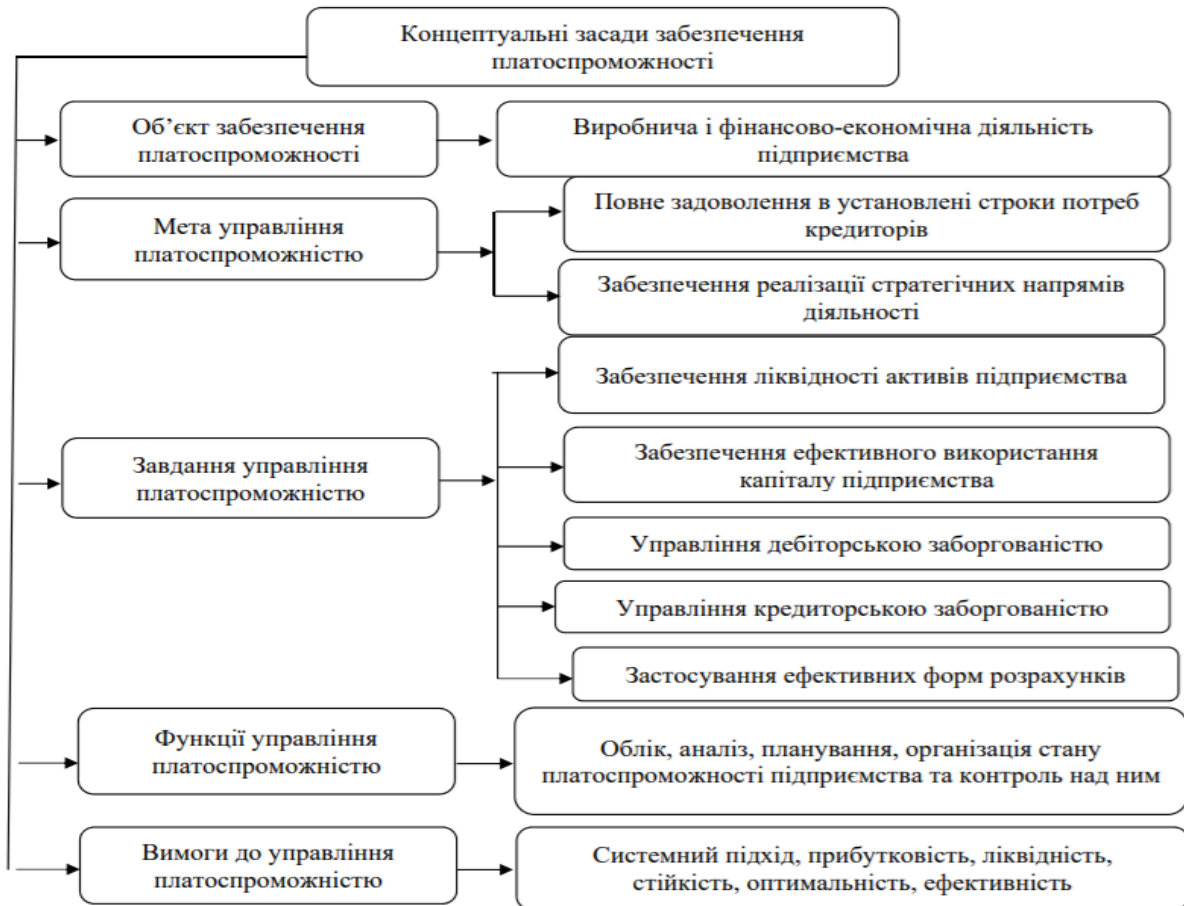 Концептуальні засади забезпечення
платоспроможності
Об’єкт забезпечення
платоспроможності
Виробнича і фінансово-економічна діяльність
підприємства
Мета управління
платоспроможністю
Повне задоволення в установлені строки потреб
кредиторів
Забезпечення реалізації стратегічних напрямів
діяльності
Завдання управління
платоспроможністю
Забезпечення ліквідності активів підприємства
Забезпечення ефективного використання
капіталу підприємства
Управління дебіторською заборгованістю
Управління кредиторською заборгованістю
Застосування ефективних форм розрахунків
Функції управління
платоспроможністю
Облік, аналіз, планування, організація стану
платоспроможності підприємства та контроль над ним
Вимоги до управління
платоспроможністю
Системний підхід, прибутковість, ліквідність,
стійкість, оптимальність, ефективність